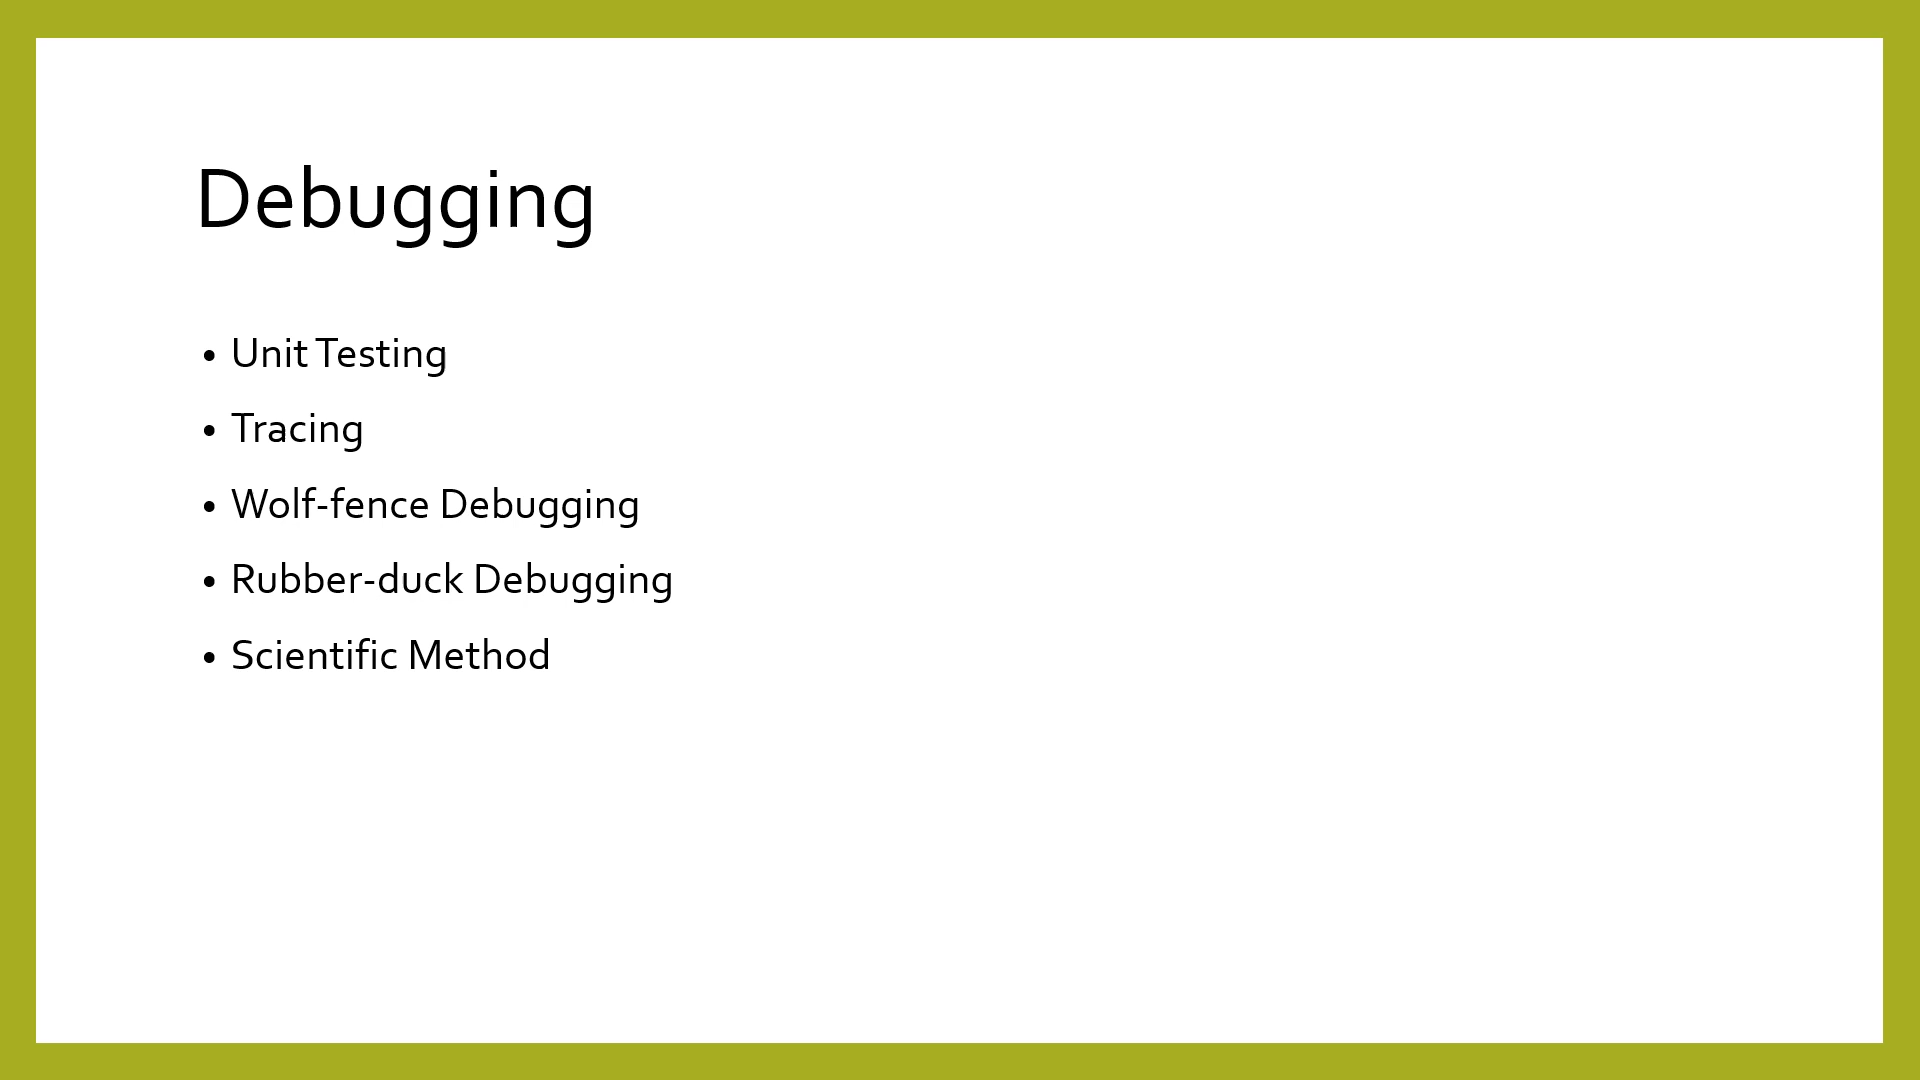 Debugging
• Unit Testing
• Tracing
• Wolf-fence Debugging
• Rubber-duck Debugging
• Scientific Method